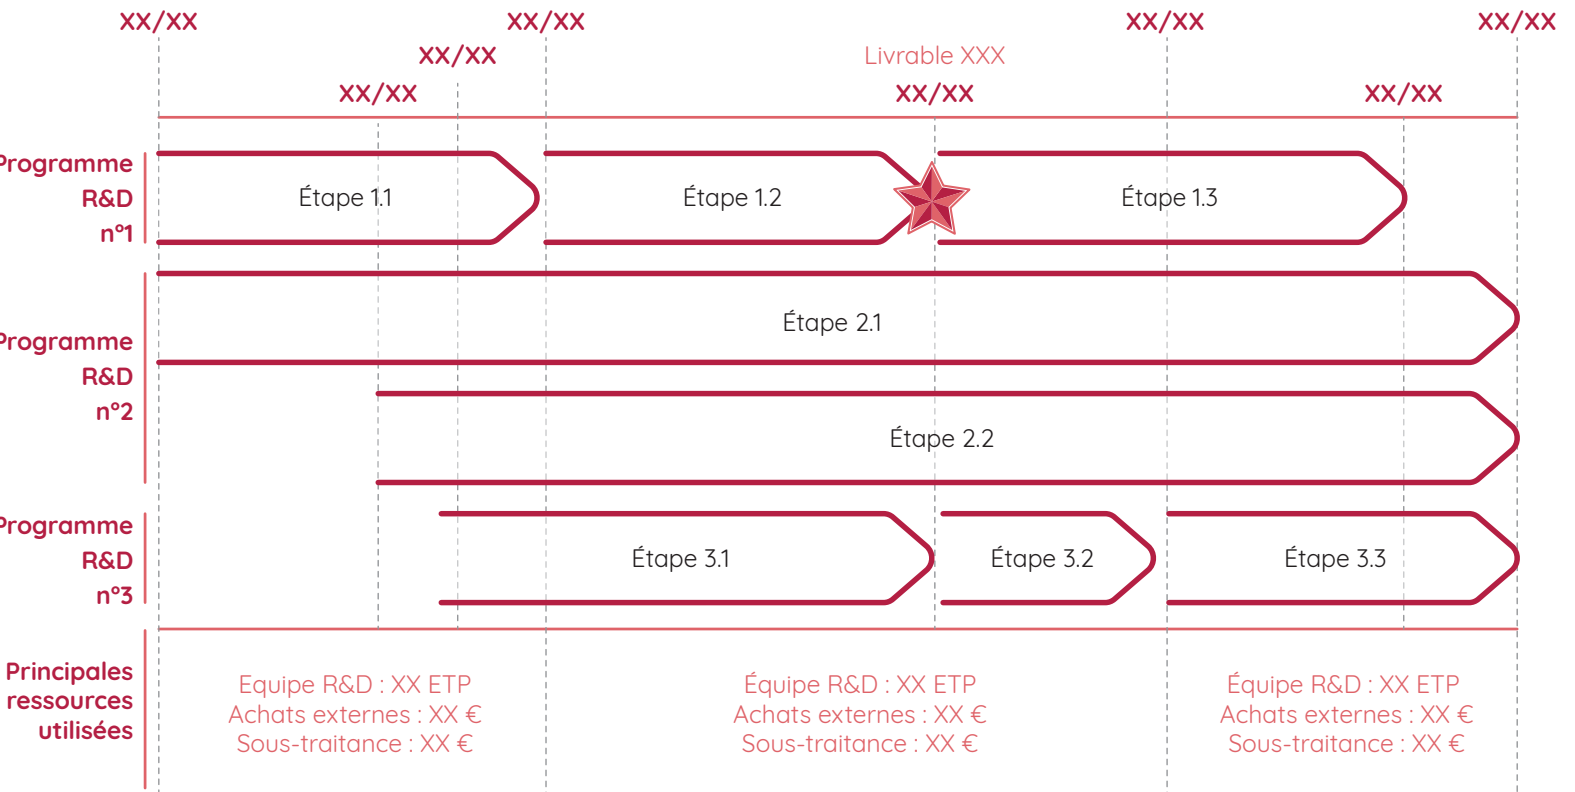 XX/XX
XX/XX
XX/XX
XX/XX
XX/XX
Livrable XXX
XX/XX
XX/XX
XX/XX
Programme
R&D
n°1
Étape 1.1
Étape 1.2
Étape 1.3
Programme
R&D
n°2
Étape 2.1
Étape 2.2
Programme
R&D
n°3
Étape 3.1
Étape 3.2
Étape 3.3
Principales
ressources
utilisées
Equipe R&D : XX ETP
Achats externes : XX €
Sous-traitance : XX €
Équipe R&D : XX ETP
Achats externes : XX €
Sous-traitance : XX €
Équipe R&D : XX ETP
Achats externes : XX €
Sous-traitance : XX €